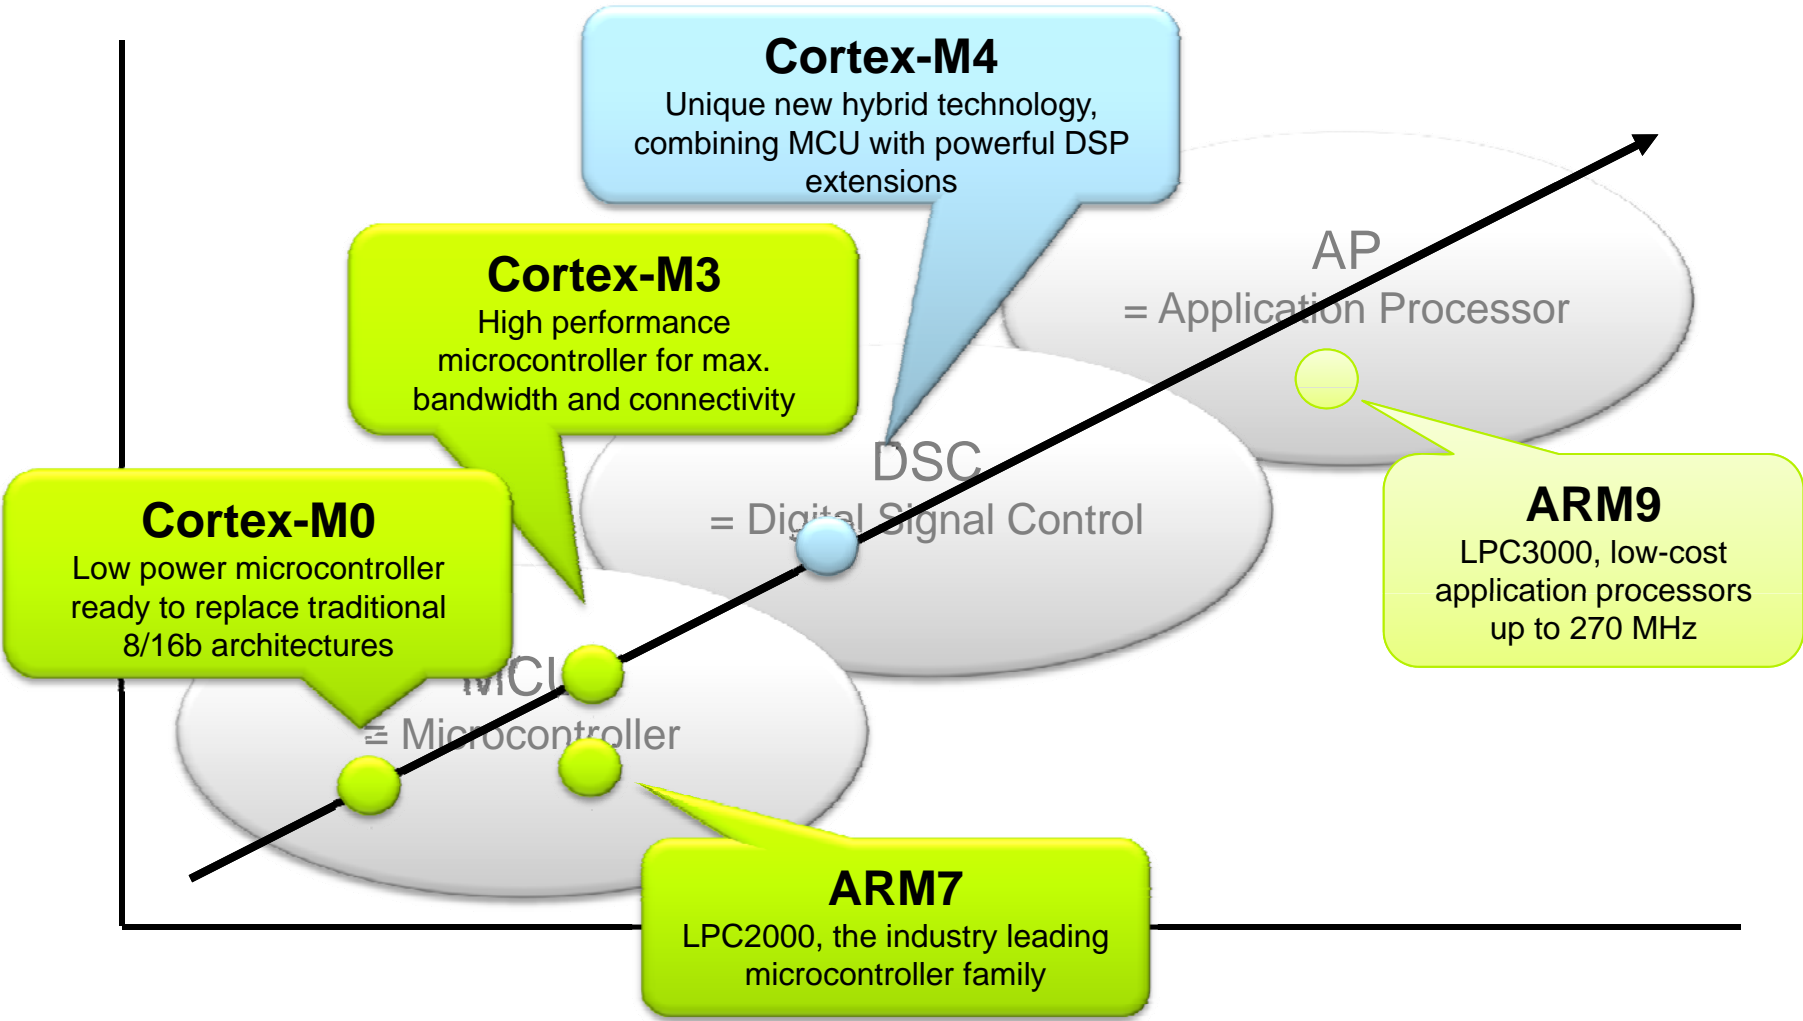 Cortex-M4
Unique new hybrid technology,
combining MCU with powerful DSP
extensions
Cortex-M3
High performance
microcontroller for max.
bandwidth and connectivity
AP
= Application Processor
Cortex-M0
Low power microcontroller
ready to replace traditional
8/16b architectures
DSC
= Digital Signal Control
ARM9
LPC3000, low-cost
application processors
up to 270 MHz
MCU
= Microcontroller
ARM7
LPC2000, the industry leading
microcontroller family